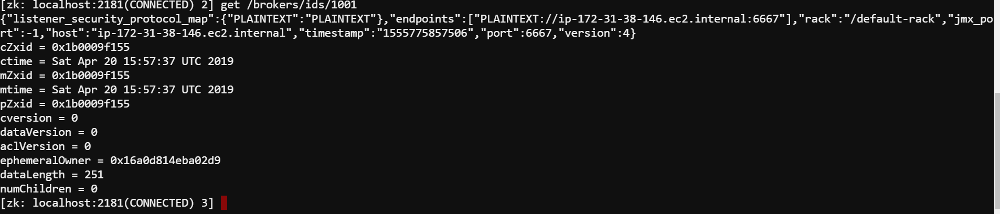 [zk: localhost:2181(CONNECTED) 2] get /brokers/ids/1001
{"listener_security_protocol_map":{"PLAINTEXT":"PLAINTEXT"},"endpoints":["PLAINTEXT://ip-172-31-38-146.ec2.internal:6667"],"rack":"/default-rack","jmx_po
rt":-1,"host":"ip-172-31-38-146.ec2.internal","timestamp":"1555775857506","port":6667,"version":4}
cZxid = 0x1b0009f155
ctime = Sat Apr 20 15:57:37 UTC 2019
mZxid = 0x1b0009f155
mtime = Sat Apr 20 15:57:37 UTC 2019
pZxid = 0x1b0009f155
cversion = 0
dataVersion = 0
aclVersion = 0
ephemeralOwner = 0x16a0d814eba02d9
dataLength = 251
numChildren = 0
[zk: localhost:2181(CONNECTED) 3]